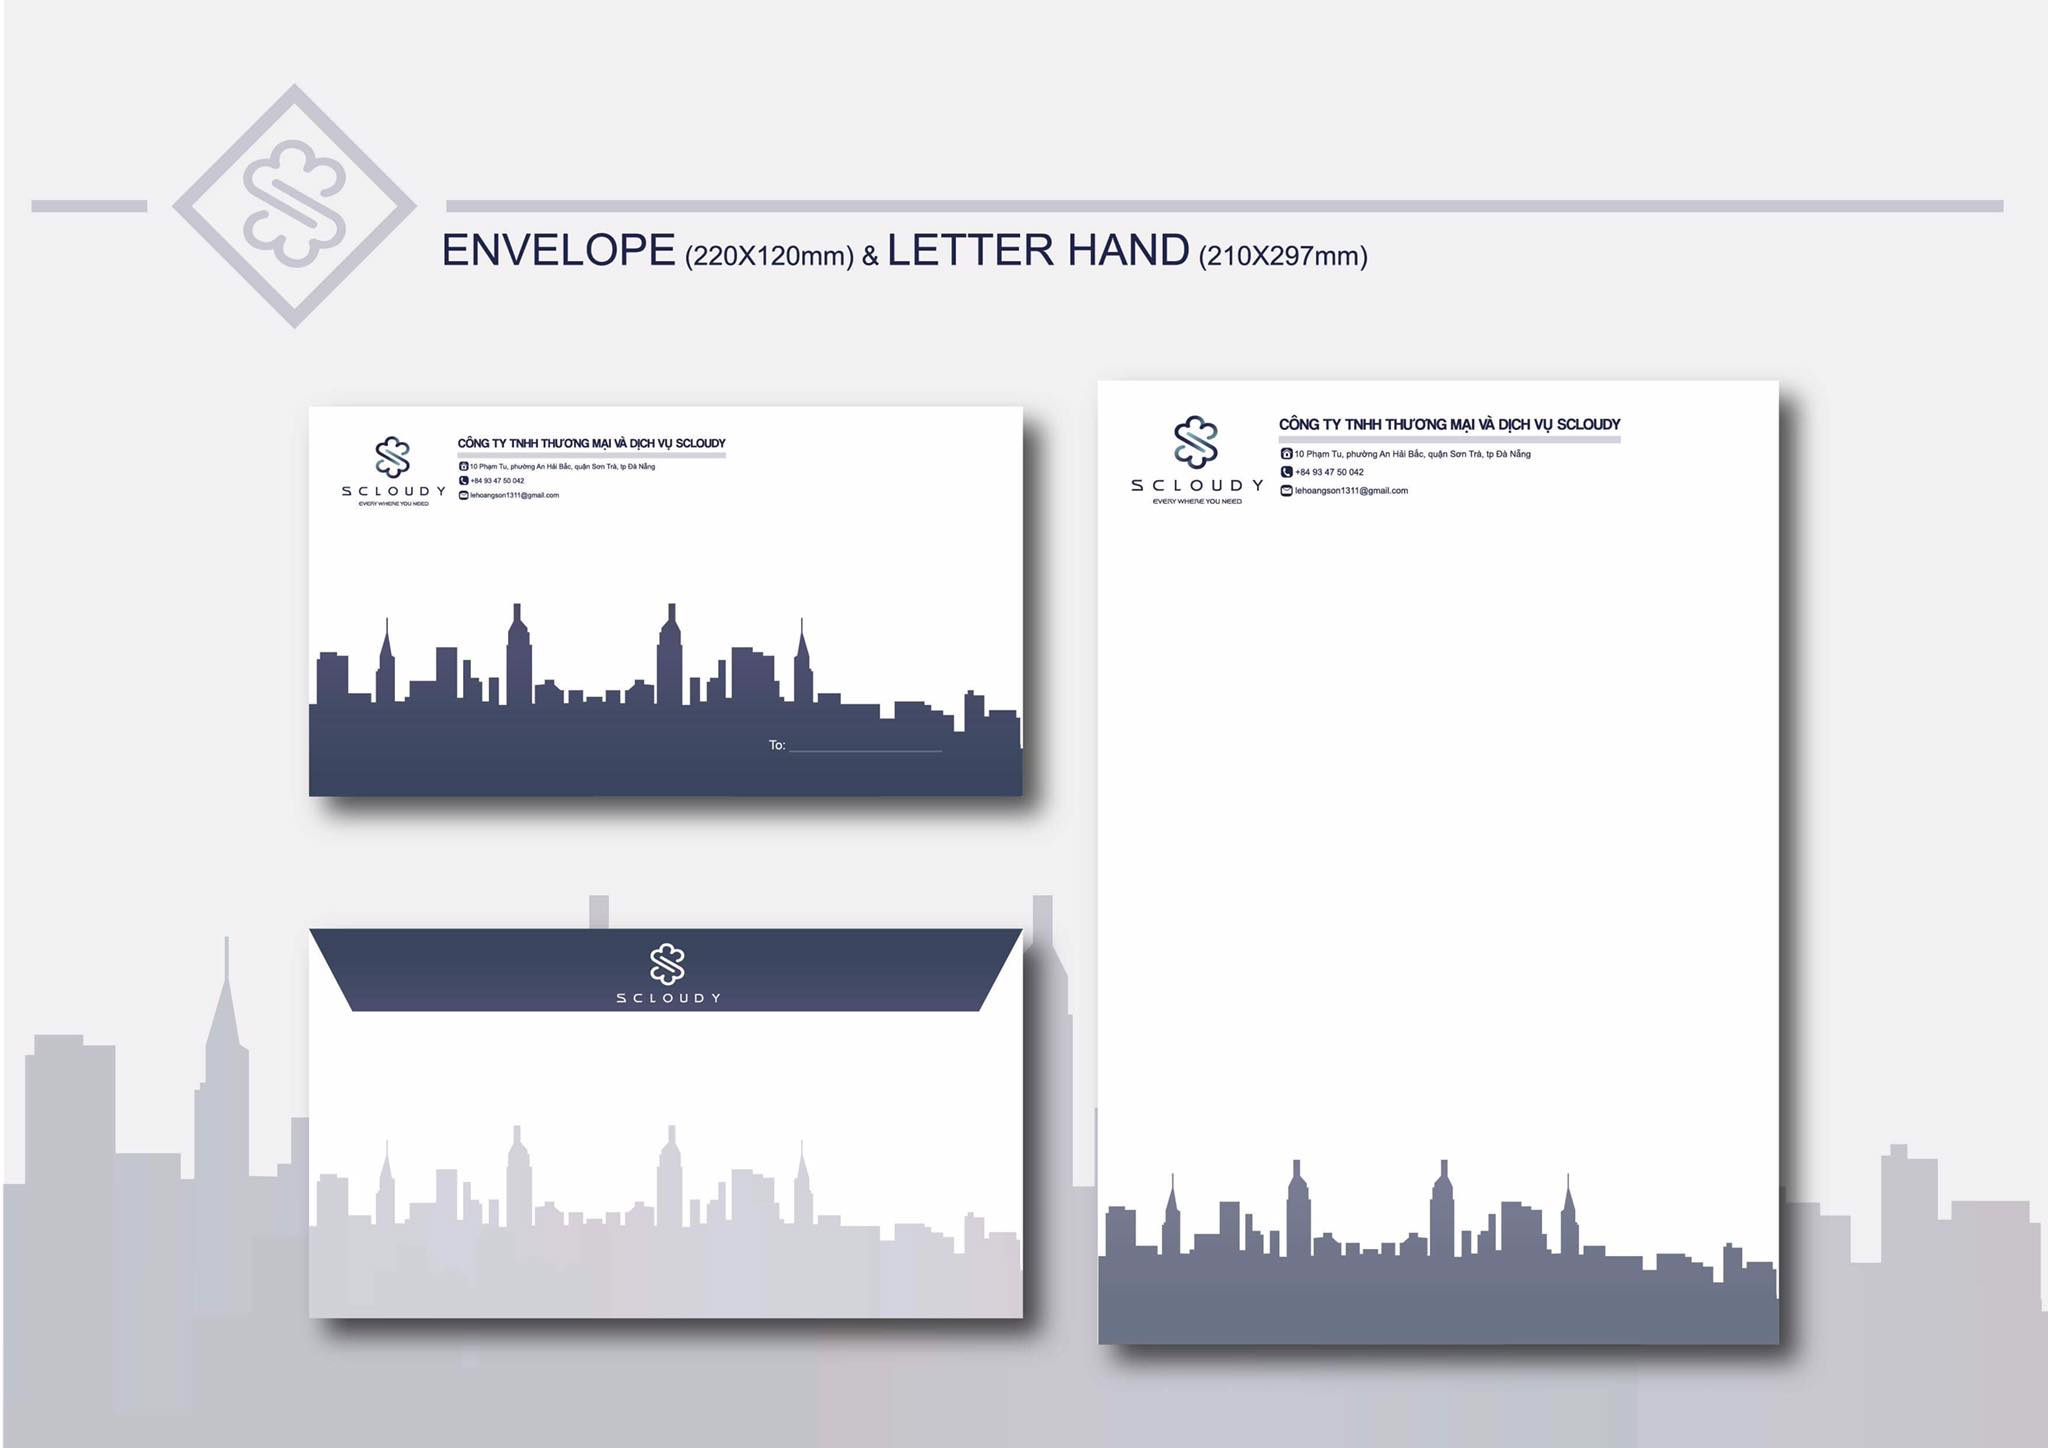 ENVELOPE (220X120mm) & LETTER HAND (210X297mm)
SCLOUDY
EVERY WHERE YOU NEED
CÔNG TY TNHH THƯƠNG MẠI VÀ DỊCH VỤ SCLOUDY
10 Phạm Tu, phường An Hải Bắc, quận Sơn Trà, tp Đà Nẵng
+84 93 47 50 042
lehoangson1311@gmail.com
To:
SCLOUDY
SCLOUDY
EVERY WHERE YOU NEED
CÔNG TY TNHH THƯƠNG MẠI VÀ DỊCH VỤ SCLOUDY
10 Phạm Tu, phường An Hải Bắc, quận Sơn Trà, tp Đà Nẵng
+84 93 47 50 042
lehoangson1311@gmail.com